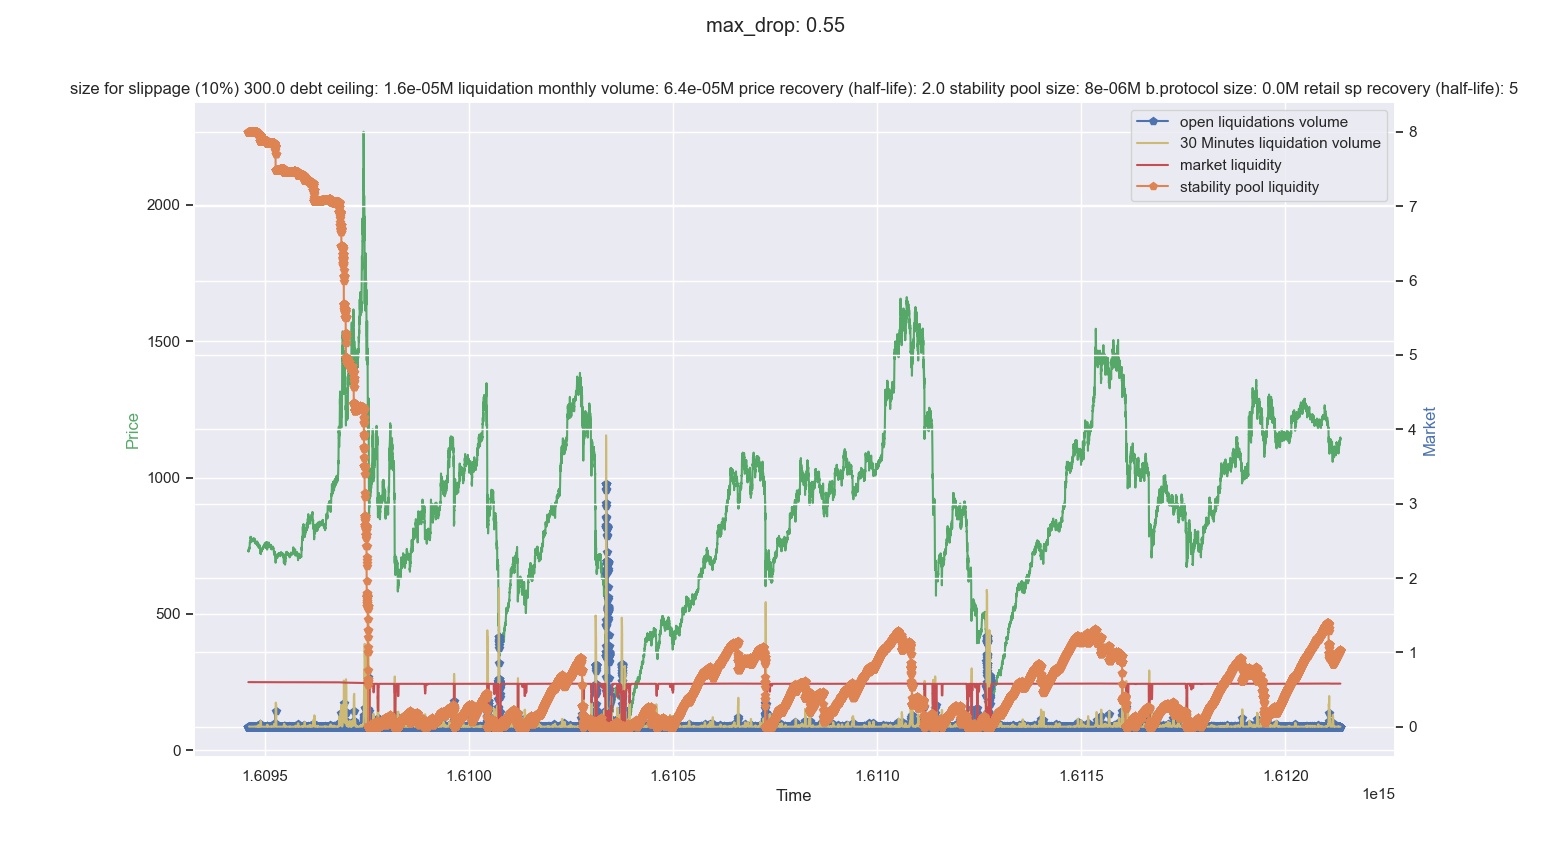 max_drop: 0.55
size for slippage (10%) 300.0 debt ceiling: 1.6e-05M liquidation monthly volume: 6.4e-05M price recovery (half-life): 2.0 stability pool size: 8e-06M b.protocol size: 0.0M retail sp recovery (half-life): 5
open liquidations volume
30 Minutes liquidation volume
market liquidity
stability pool liquidity
Price
2000
1500
1000
500
0
8
7
6
5
4
3
2
1
0
Market
1.6095 1.6100 1.6105 1.6110 1.6115 1.6120
Time
1e15